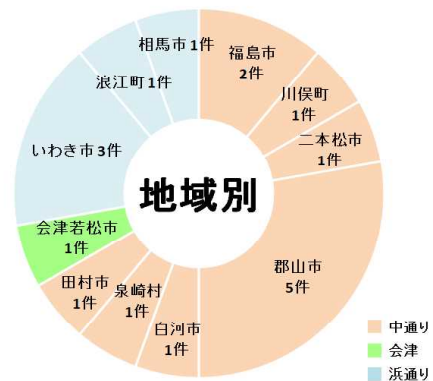 地域別
福島市
2件
川俣町
1件
二本松市
1件
郡山市
5件
白河市
1件
泉崎村
1件
田村市
1件
会津若松市
1件
いわき市3件
浪江町1件
相馬市1件
中通り
会津
浜通り